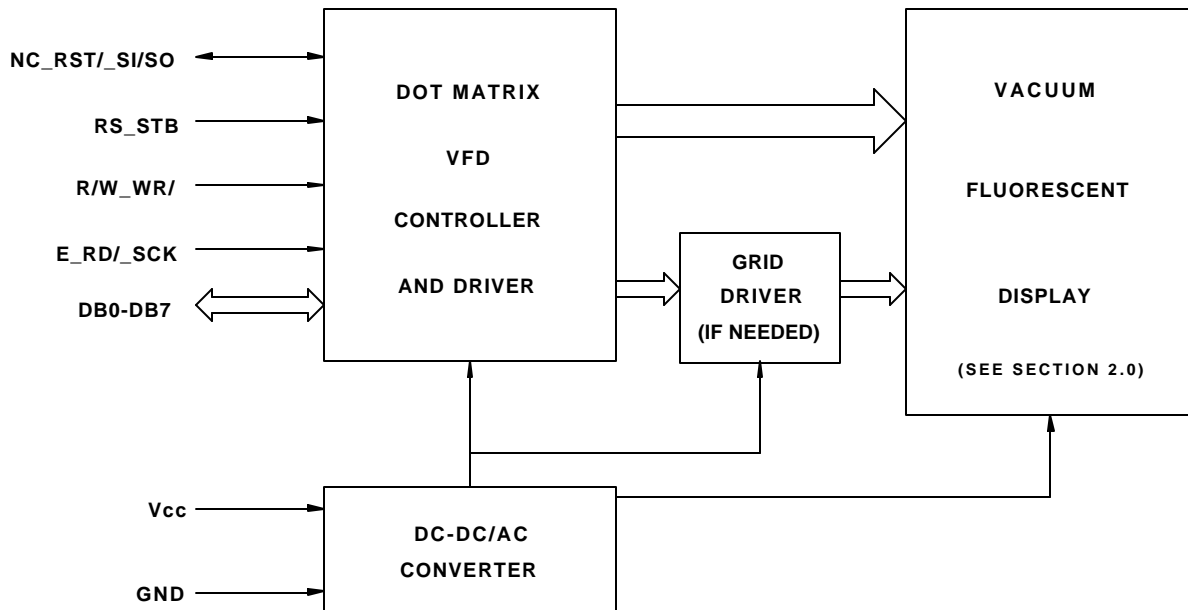 NC_RST/_SI/SO
RS_STB
R/W_WR/
E_RD/_SCK
DB0-DB7
DOT MATRIX
VFD
CONTROLLER
AND DRIVER
GRID
DRIVER
(IF NEEDED)
VACUUM
FLUORESCENT
DISPLAY
(SEE SECTION 2.0)
Vcc
GND
DC-DC/AC
CONVERTER